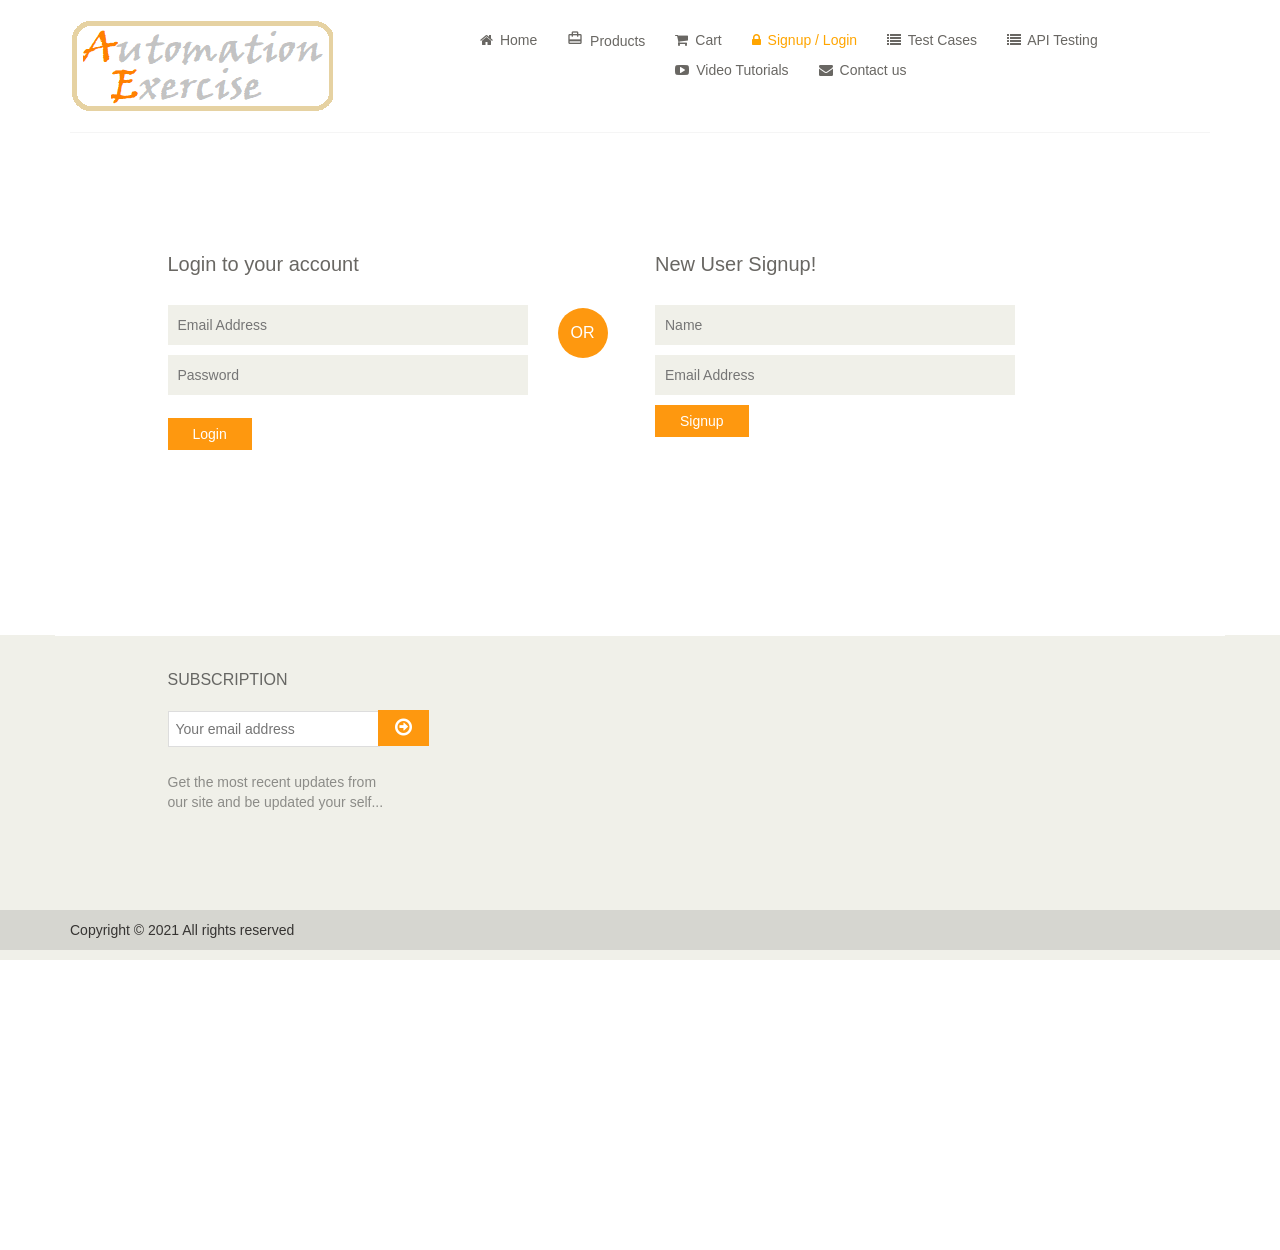 Automation
Exercise
Home Products Cart Signup / Login Test Cases API Testing
Video Tutorials Contact us
Login to your account
Email Address
Password
Login
OR
New User Signup!
Name
Email Address
Signup
SUBSCRIPTION
Your email address
Get the most recent updates from
our site and be updated your self...
Copyright © 2021 All rights reserved